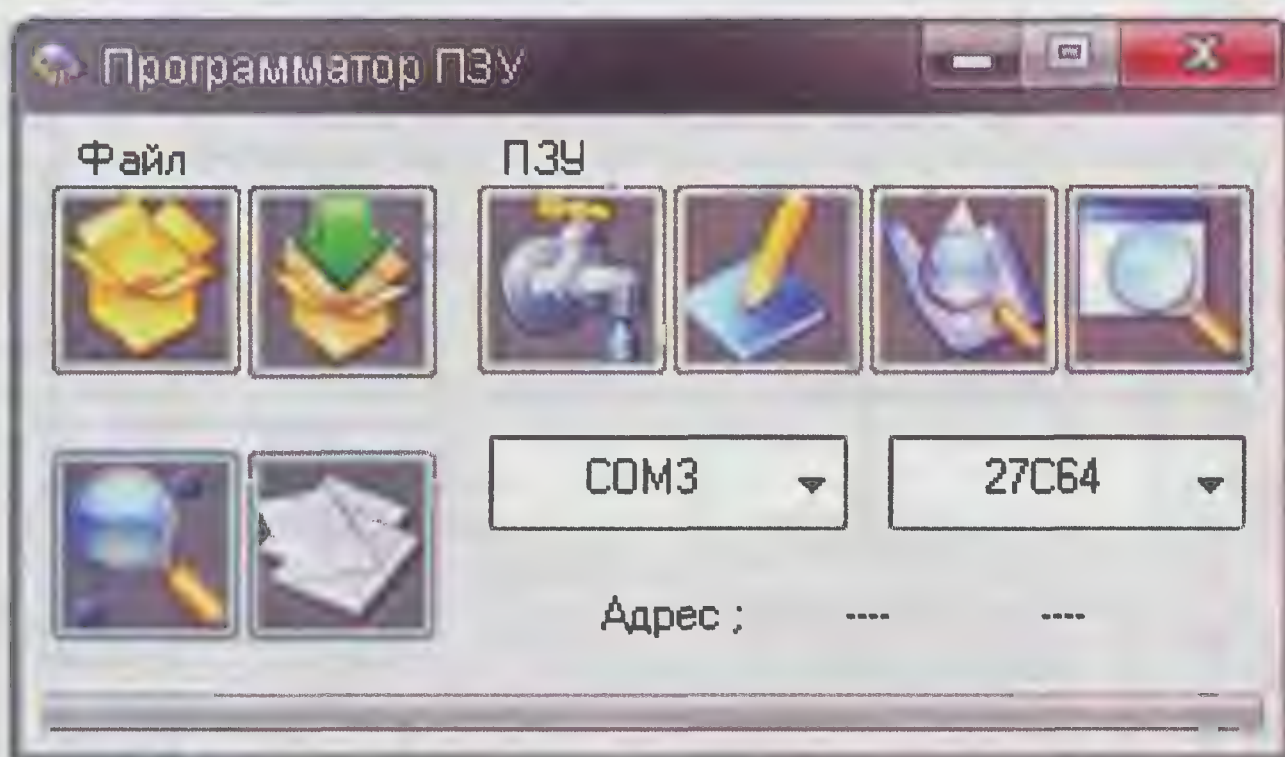 Программатор ПЗУ
Файл
ПЗУ
COM3
27C64
Адрес : ---- ----